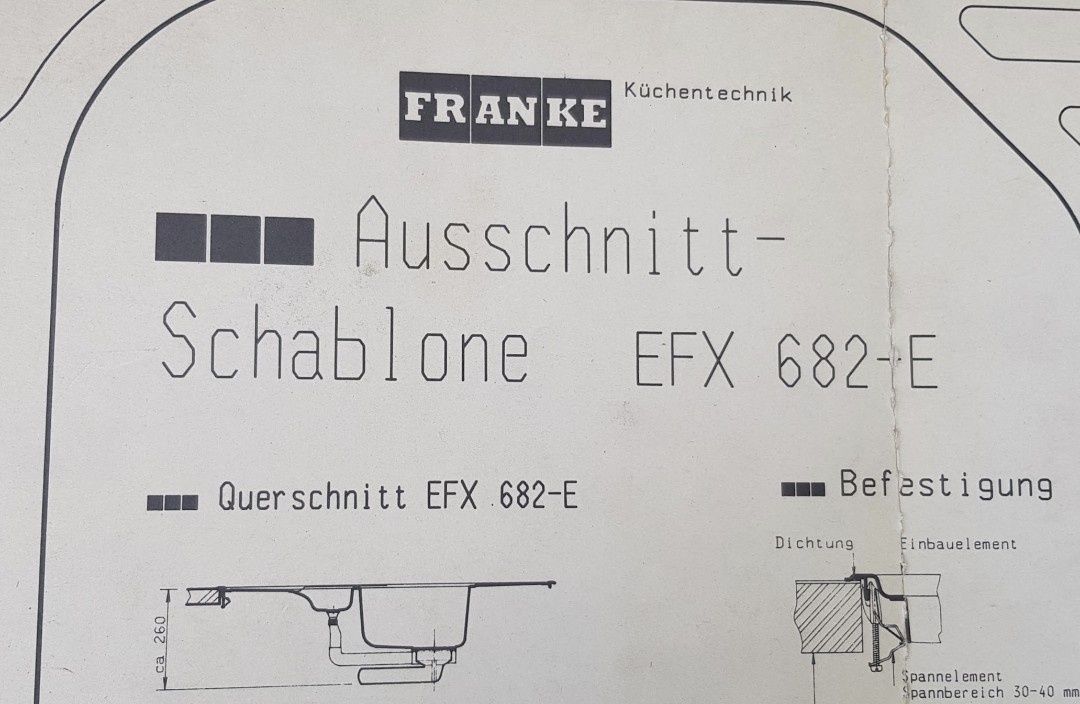 FRANKE Küchentechnik
Ausschnitt-
Schablone EFX 682-E
Querschnitt EFX 682-E
Befestigung
Dichtung Einbauelement
ca 260
Spannelement
Spannbereich 30-40 mm